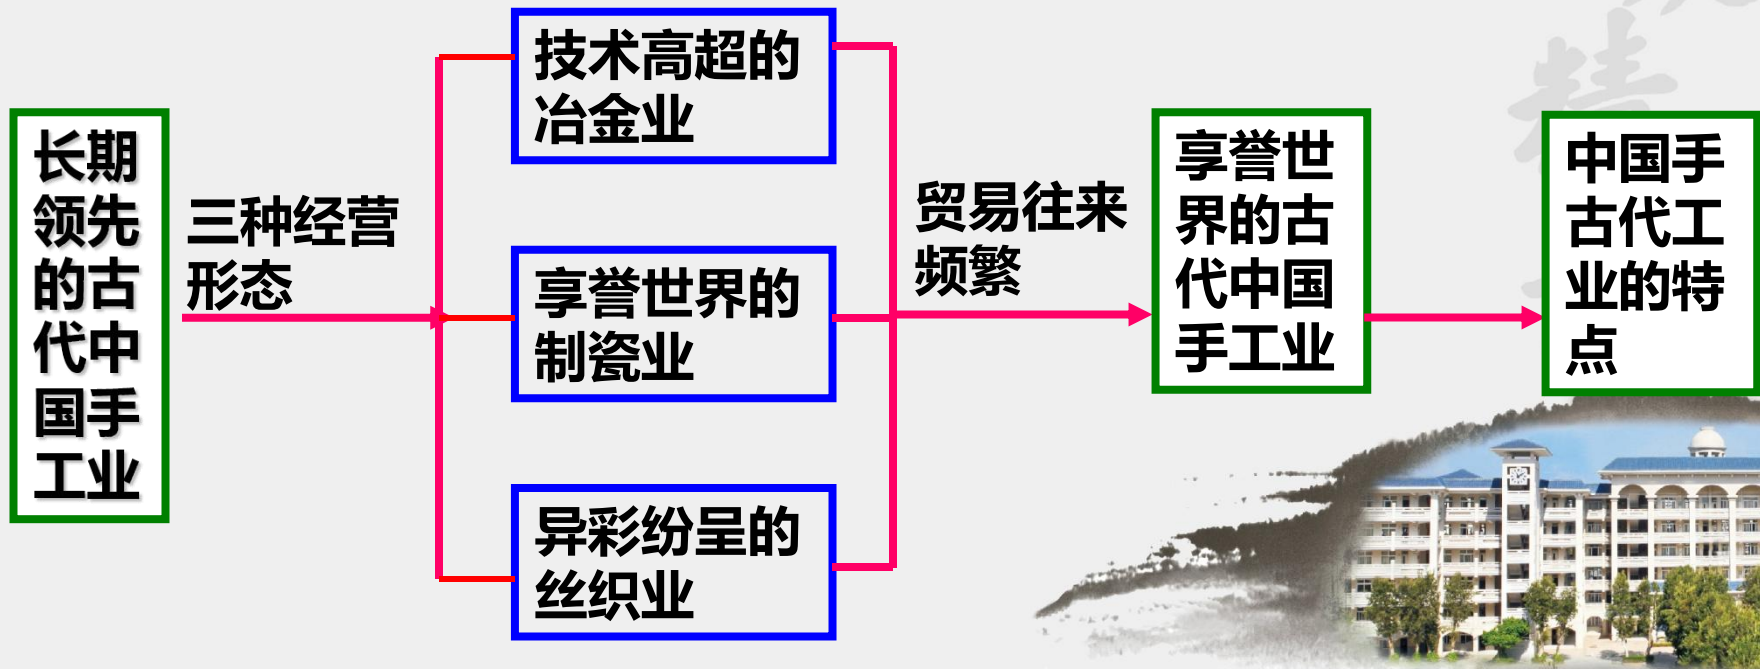 长期
领先
的古
代中
国手
工业
三种经营
形态
技术高超的
冶金业
享誉世界的
制瓷业
异彩纷呈的
丝织业
贸易往来
频繁
享誉世
界的古
代中国
手工业
中国手
古代工
业的特
点